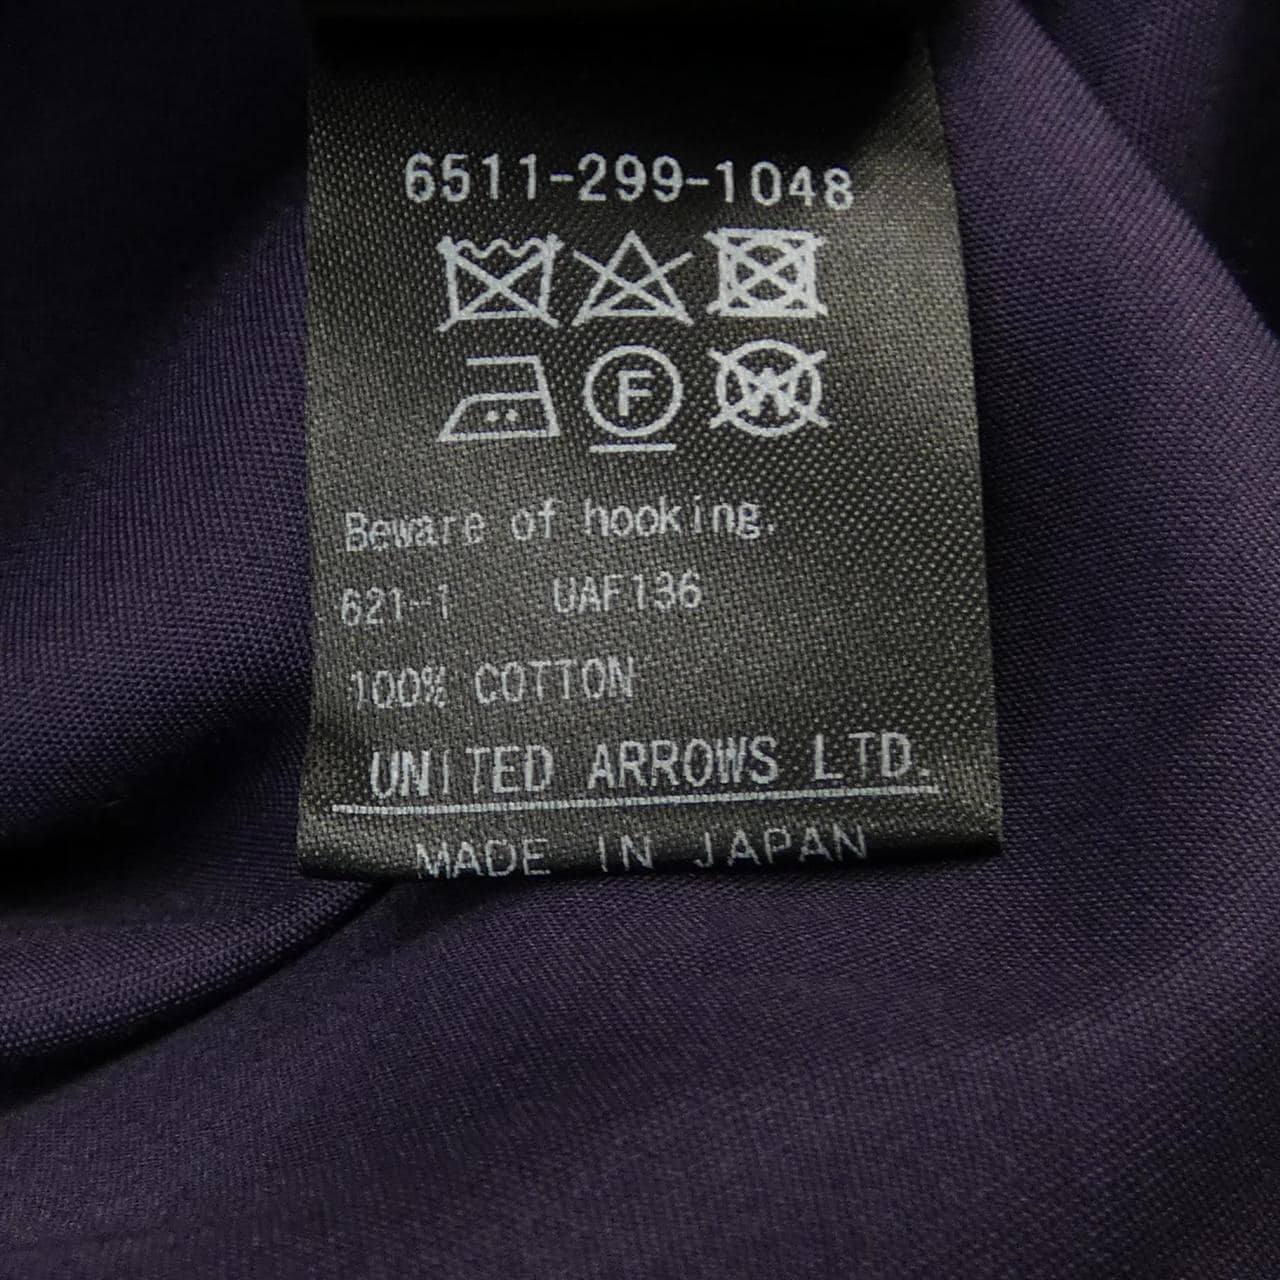 6511-299-1048
F
W
Beware of hooking.
621-1 UAF136
100% COTTON
UNITED ARROWS LTD.
MADE IN JAPAN